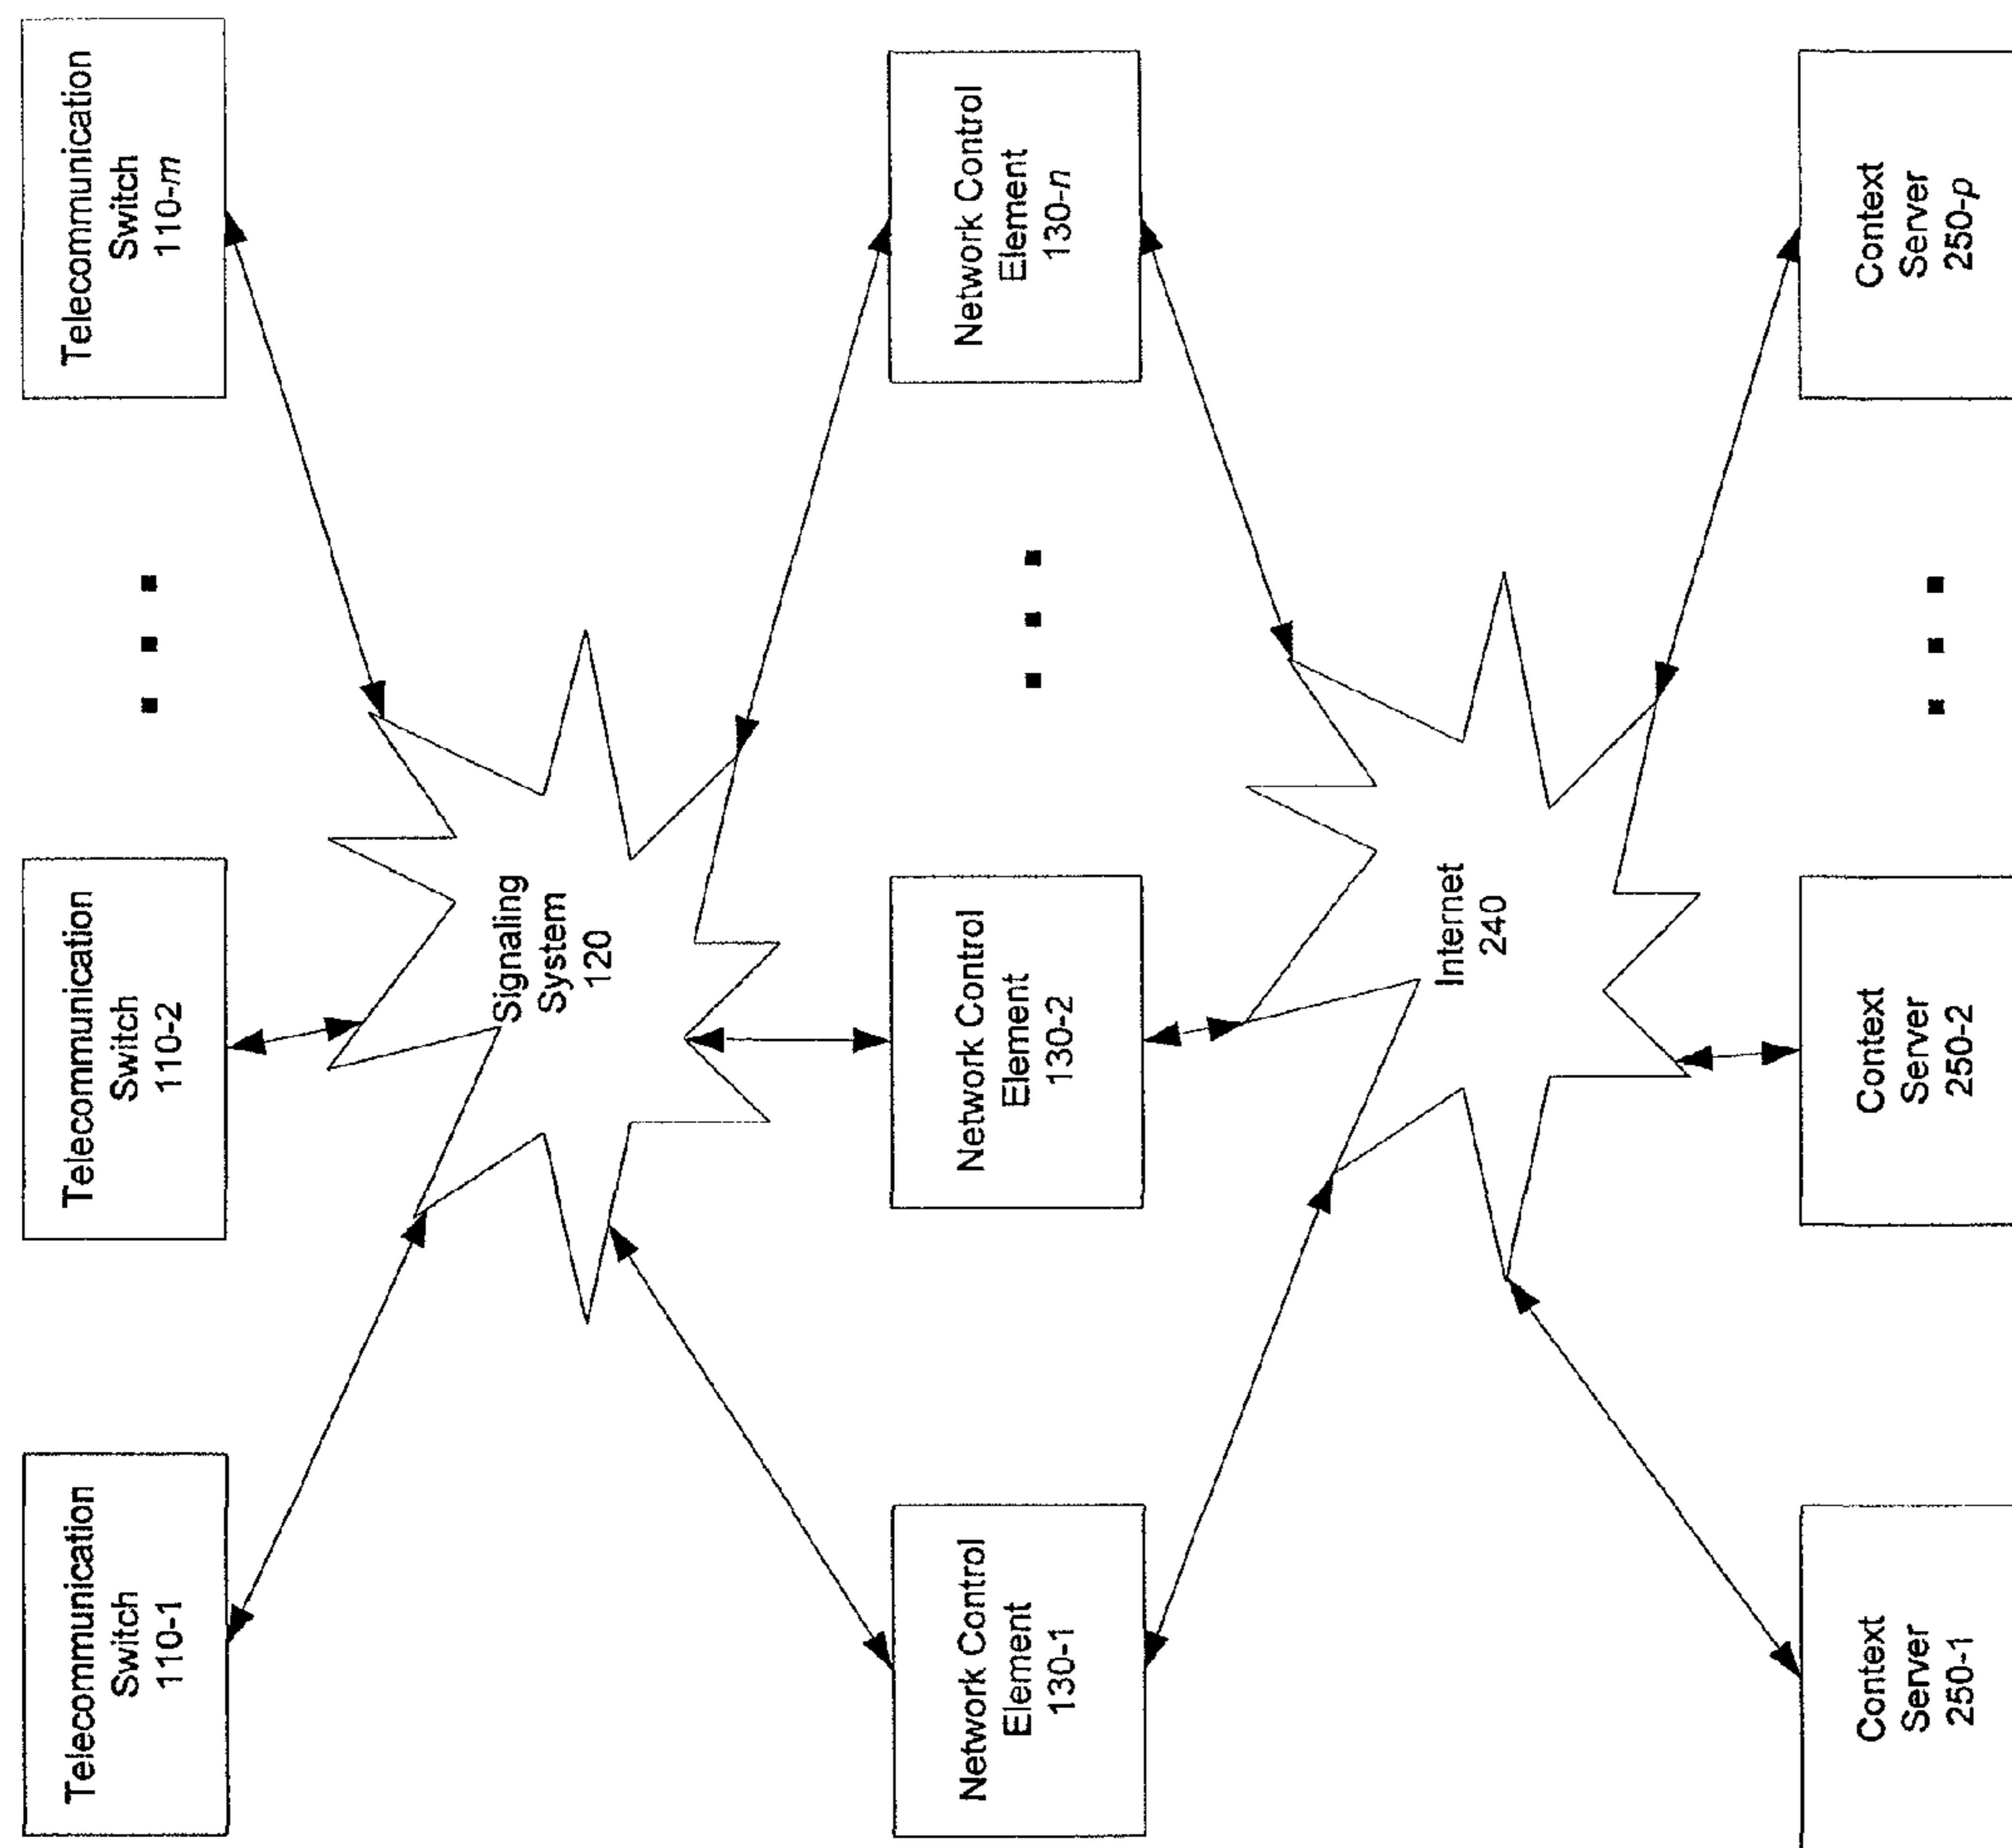 Telecommunication
Switch
110-1
Telecommunication
Switch
110-2
Telecommunication
Switch
110-m
Signaling
System
120
Network Control
Element
130-1
Network Control
Element
130-2
Network Control
Element
130-n
Internet
240
Context
Server
250-1
Context
Server
250-2
Context
Server
250-p